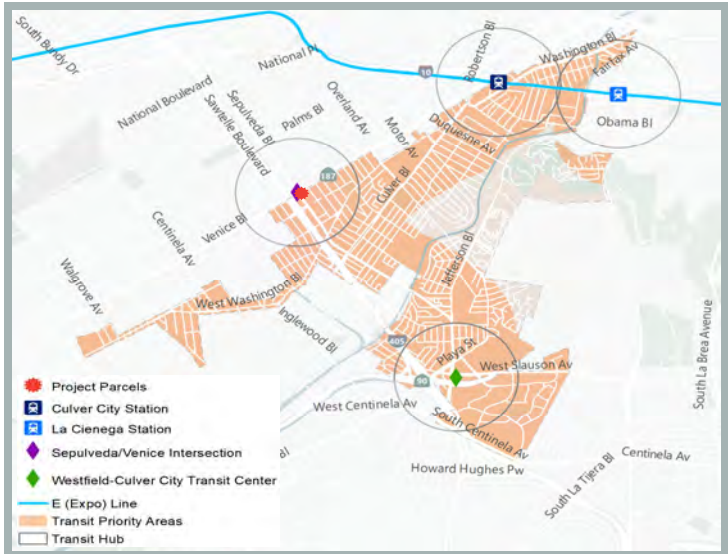 South Bundy Dr
National Pl
10
Robertson Bl
Washington Bl
Fairfax Av
National Boulevard
Sawtelle Boulevard
Sepulveda Bl
Palms Bl
Overland Av
Motor Av
Duquesne Av
Obama Bl
187
Culver Bl
Centinela Av
Venice Bl
Jefferson Bl
Walgrove Av
West Washington Bl
Inglewood Bl
405
Playa St
West Slauson Av
90
South La Brea Avenue
West Centinela Av
South Centinela Av
Bl
Howard Hughes Pw
South La Tijera Bl
Centinela Av
Project Parcels
Culver City Station
La Cienega Station
Sepulveda/Venice Intersection
Westfield-Culver City Transit Center
E (Expo) Line
Transit Priority Areas
Transit Hub